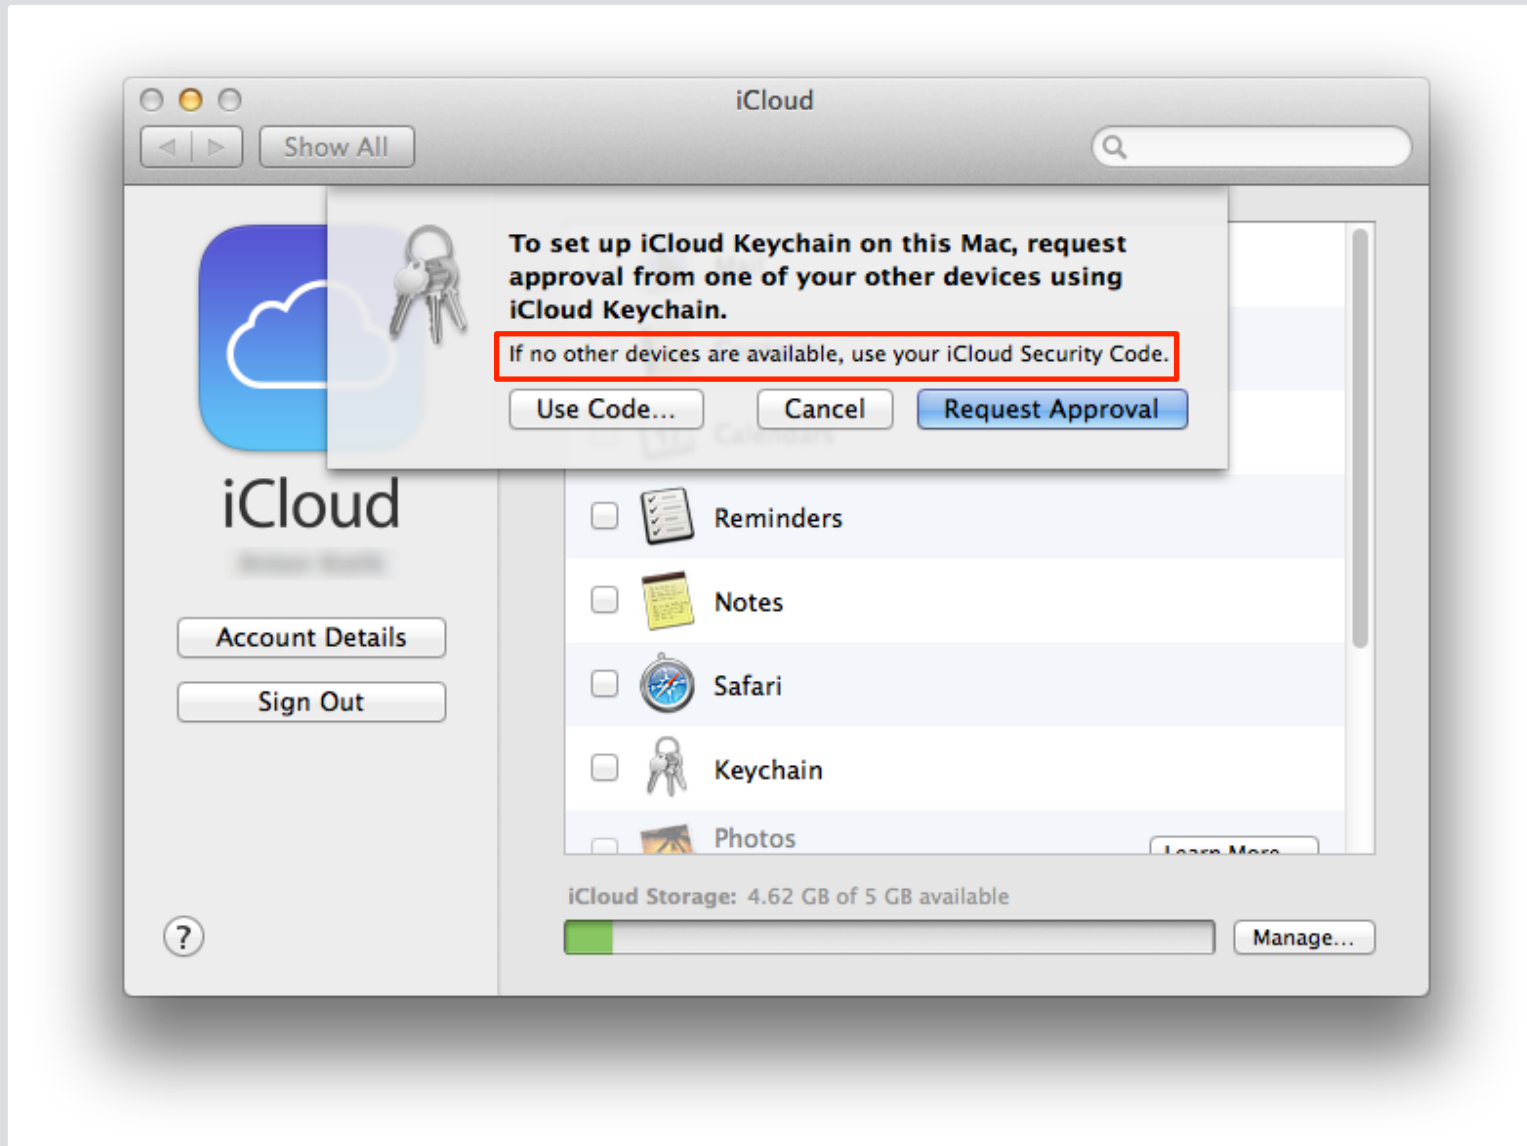 iCloud
Show All
To set up iCloud Keychain on this Mac, request
approval from one of your other devices using
iCloud Keychain.
If no other devices are available, use your iCloud Security Code.
Use Code...
Cancel
Request Approval
Calendars
iCloud
Account Details
Sign Out
Reminders
Notes
Safari
Keychain
Photos
Learn More...
iCloud Storage: 4.62 GB of 5 GB available
?
Manage...